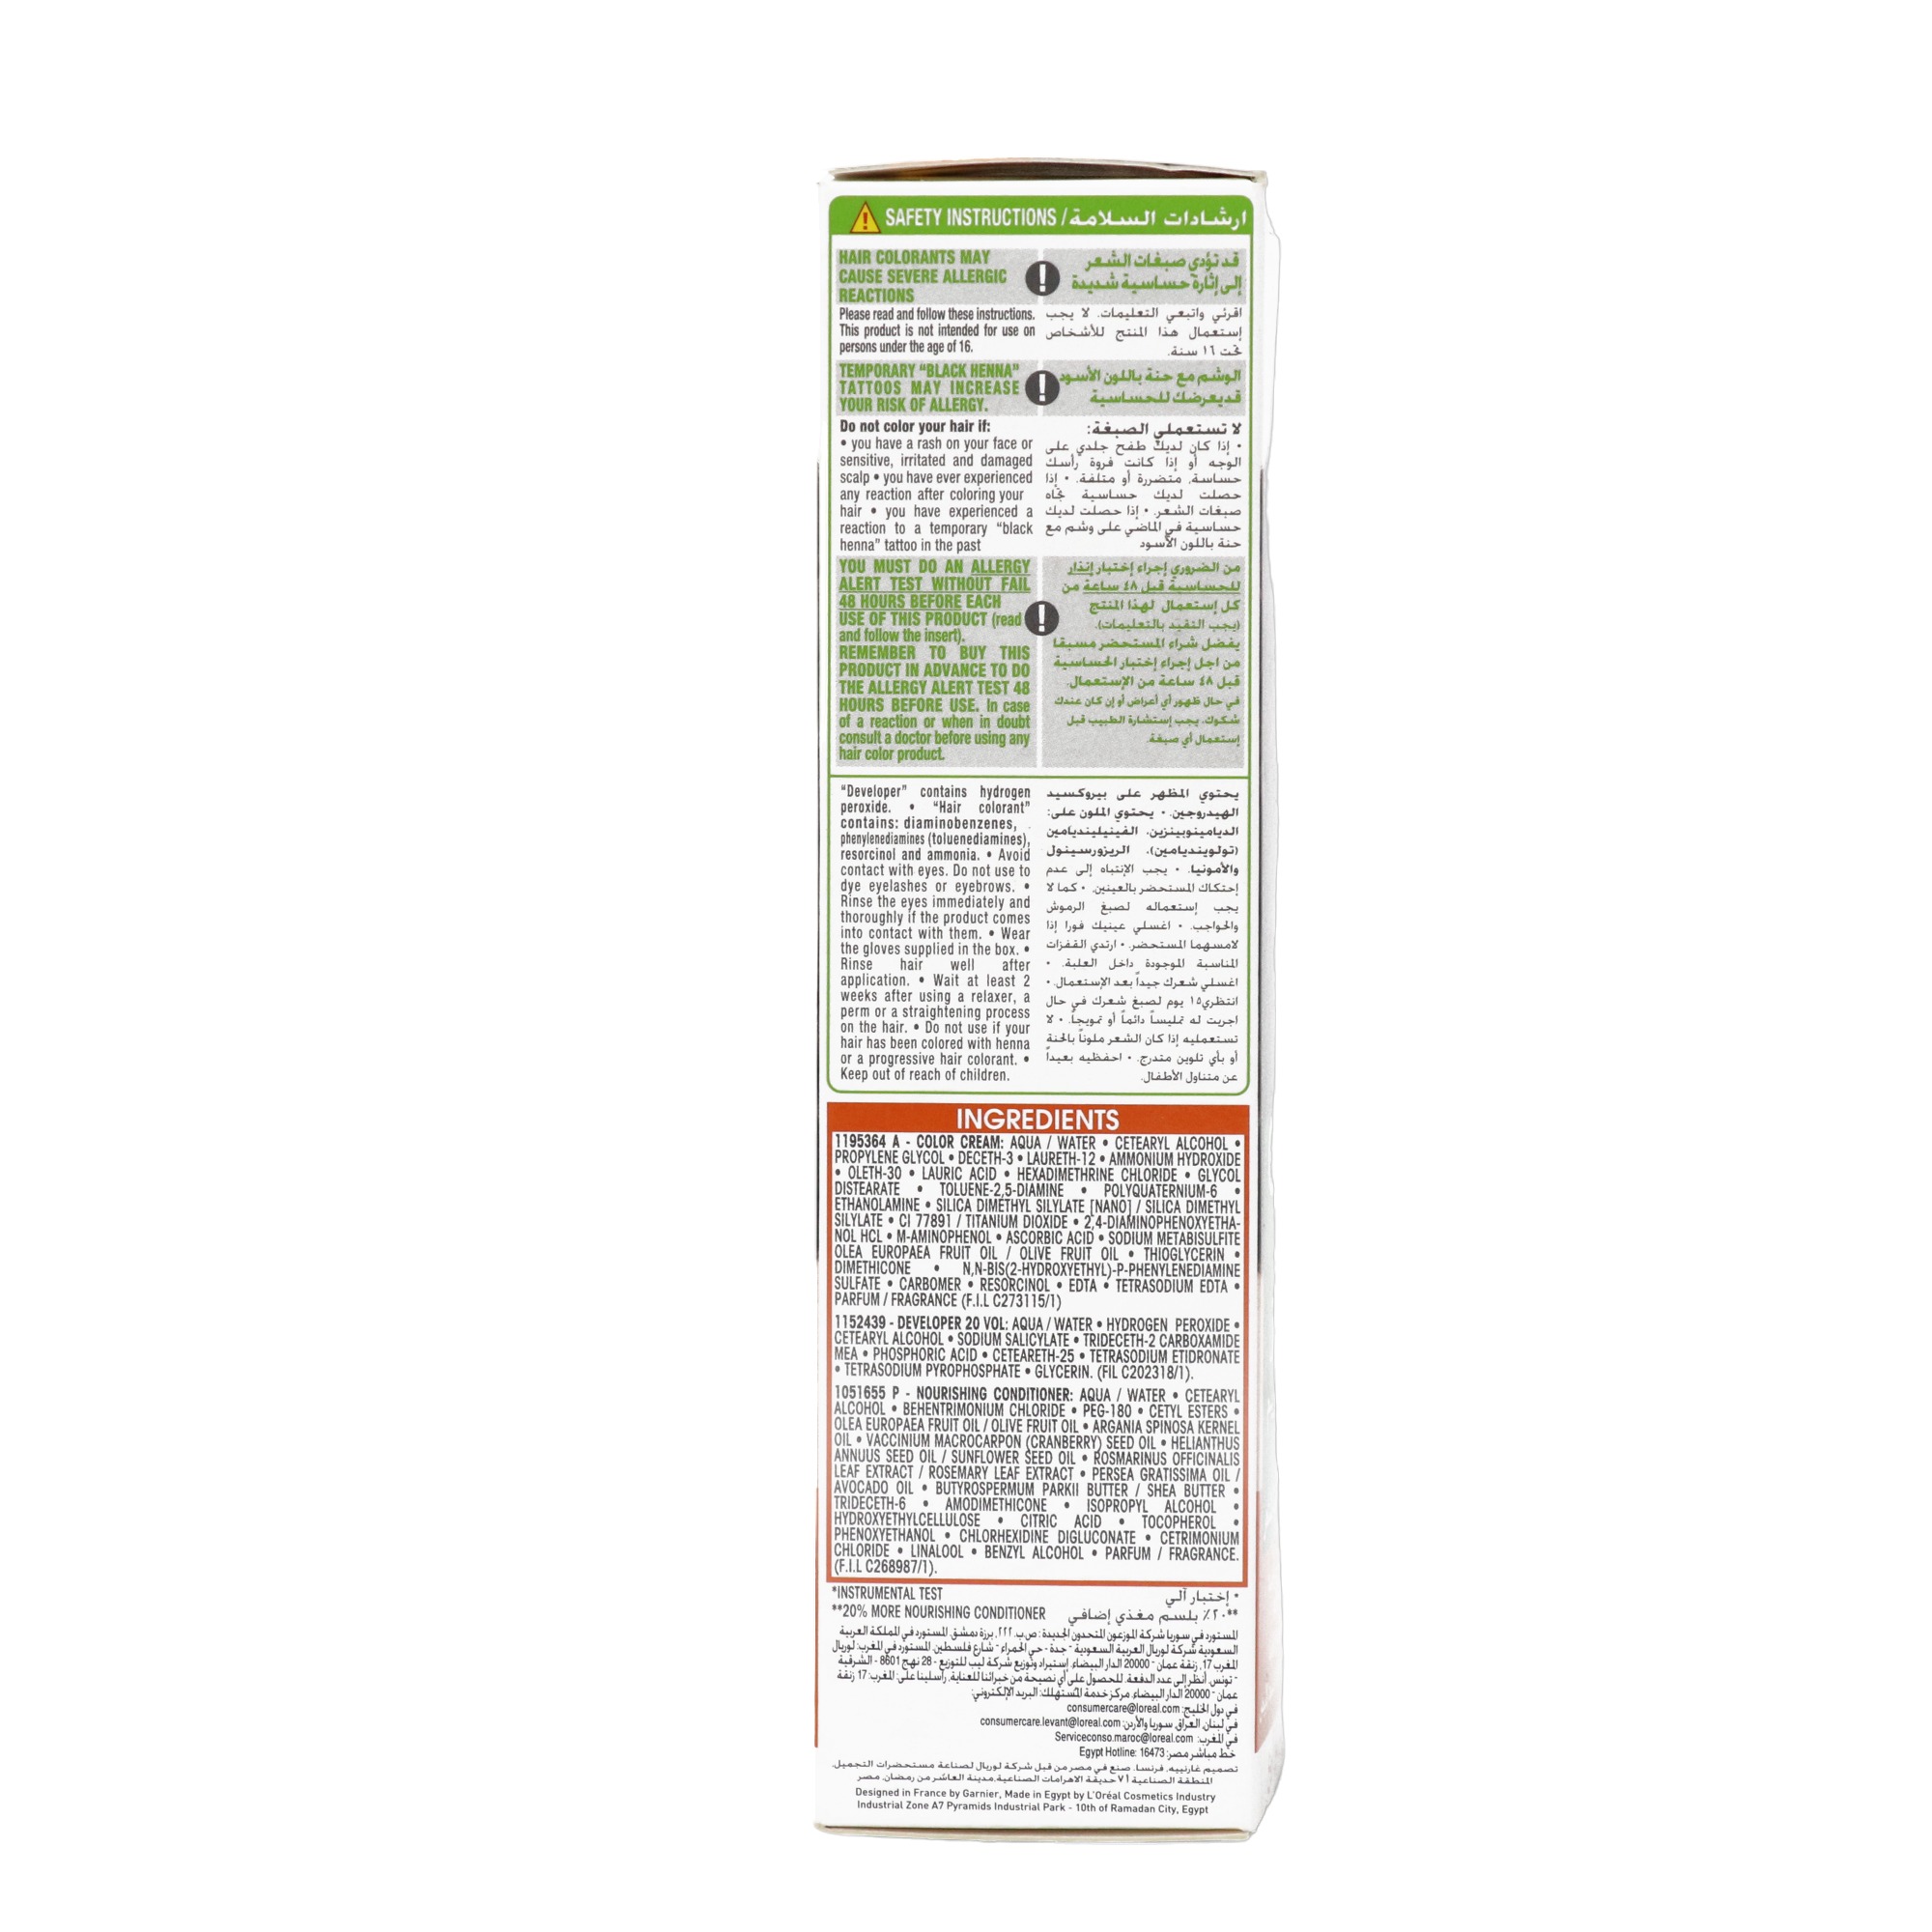 SAFETY INSTRUCTIONS / ارشادات السلامة
HAIR COLORANTS MAY
CAUSE SEVERE ALLERGIC
REACTIONS
Please read and follow these instructions.
This product is not intended for use on
persons under the age of 16.
TEMPORARY "BLACK HENNA"
TATTOOS MAY INCREASE
YOUR RISK OF ALLERGY.
Do not color your hair if:
• you have a rash on your face or
sensitive, irritated and damaged
scalp • you have ever experienced
any reaction after coloring your
hair • you have experienced a
reaction to a temporary "black
henna" tattoo in the past
YOU MUST DO AN ALLERGY
ALERT TEST WITHOUT FAIL
48 HOURS BEFORE EACH
USE OF THIS PRODUCT (read
and follow the insert).
REMEMBER TO BUY THIS
PRODUCT IN ADVANCE TO DO
THE ALLERGY ALERT TEST 48
HOURS BEFORE USE. In case
of a reaction or when in doubt
consult a doctor before using any
hair color product.
قد تؤدي صبغات الشعر
إلى إثارة حساسية شديدة
اقرئي واتبعي التعليمات. لا يجب
إستعمال هذا المنتج للأشخاص
تحت ١٦ سنة.
الوشم مع حنة باللون الأسود
قديعرضك للحساسية
لا تستعملي الصبغة:
• إذا كان لديك طفح جلدي على
الوجه أو إذا كانت فروة رأسك
حساسة، متضررة أو متلفة. • إذا
حصلت لديك حساسية تجاه
صبغات الشعر. • إذا حصلت لديك
حساسية في الماضي على وشم مع
حنة باللون الأسود
من الضروري إجراء إختبار إنذار
للحساسية قبل ٤٨ ساعة من
كل إستعمال لهذا المنتج
(يجب التقيد بالتعليمات).
يفضل شراء المستحضر مسبقا
من اجل إجراء إختبار الحساسية
قبل ٤٨ ساعة من الإستعمال.
في حال ظهور أي أعراض أو إن كان عندك
شكوك، يجب إستشارة الطبيب قبل
إستعمال أي صبغة.
"Developer" contains hydrogen
peroxide. • "Hair colorant"
contains: diaminobenzenes,
phenylenediamines (toluenediamines),
resorcinol and ammonia. • Avoid
contact with eyes. Do not use to
dye eyelashes or eyebrows. •
Rinse the eyes immediately and
thoroughly if the product comes
into contact with them. • Wear
the gloves supplied in the box. •
Rinse hair well after
application. • Wait at least 2
weeks after using a relaxer, a
perm or a straightening process
on the hair. • Do not use if your
hair has been colored with henna
or a progressive hair colorant. •
Keep out of reach of children.
يحتوي المظهر على بيروكسيد
الهيدروجين. • يحتوي الملون على:
الديامينوبينزين، الفينيلينديامين
(تولوينديامين)، الريزورسينول
والأمونيا. • يجب الإنتباه إلى عدم
إحتكاك المستحضر بالعينين. • كما لا
يجب إستعماله لصبغ الرموش
والحواجب. • اغسلي عينيك فورا إذا
لامسهما المستحضر. • ارتدي القفزات
المناسبة الموجودة داخل العلبة. •
اغسلي شعرك جيداً بعد الإستعمال. •
انتظري١٥ يوم لصبغ شعرك في حال
اجريت له تمليساً دائماً أو تمويجاً. • لا
تستعمليه إذا كان الشعر ملوناً بالحنة
أو بأي تلوين متدرج. • احفظيه بعيداً
عن متناول الأطفال.
INGREDIENTS
1195364 A - COLOR CREAM: AQUA / WATER • CETEARYL ALCOHOL •
PROPYLENE GLYCOL • DECETH-3 • LAURETH-12 • AMMONIUM HYDROXIDE
• OLETH-30 • LAURIC ACID • HEXADIMETHRINE CHLORIDE • GLYCOL
DISTEARATE • TOLUENE-2,5-DIAMINE • POLYQUATERNIUM-6 •
ETHANOLAMINE • SILICA DIMETHYL SILYLATE [NANO] / SILICA DIMETHYL
SILYLATE • CI 77891 / TITANIUM DIOXIDE • 2,4-DIAMINOPHENOXYETHA-
NOL HCL • M-AMINOPHENOL • ASCORBIC ACID • SODIUM METABISULFITE
OLEA EUROPAEA FRUIT OIL / OLIVE FRUIT OIL • THIOGLYCERIN •
DIMETHICONE • N,N-BIS(2-HYDROXYETHYL)-P-PHENYLENEDIAMINE
SULFATE • CARBOMER • RESORCINOL • EDTA • TETRASODIUM EDTA •
PARFUM / FRAGRANCE (F.I.L C273115/1)
1152439 - DEVELOPER 20 VOL: AQUA / WATER • HYDROGEN PEROXIDE •
CETEARYL ALCOHOL • SODIUM SALICYLATE • TRIDECETH-2 CARBOXAMIDE
MEA • PHOSPHORIC ACID • CETEARETH-25 • TETRASODIUM ETIDRONATE
• TETRASODIUM PYROPHOSPHATE • GLYCERIN. (FIL C202318/1).
1051655 P - NOURISHING CONDITIONER: AQUA / WATER • CETEARYL
ALCOHOL • BEHENTRIMONIUM CHLORIDE • PEG-180 • CETYL ESTERS •
OLEA EUROPAEA FRUIT OIL / OLIVE FRUIT OIL • ARGANIA SPINOSA KERNEL
OIL • VACCINIUM MACROCARPON (CRANBERRY) SEED OIL • HELIANTHUS
ANNUUS SEED OIL / SUNFLOWER SEED OIL • ROSMARINUS OFFICINALIS
LEAF EXTRACT / ROSEMARY LEAF EXTRACT • PERSEA GRATISSIMA OIL /
AVOCADO OIL • BUTYROSPERMUM PARKII BUTTER / SHEA BUTTER •
TRIDECETH-6 • AMODIMETHICONE • ISOPROPYL ALCOHOL •
HYDROXYETHYLCELLULOSE • CITRIC ACID • TOCOPHEROL •
PHENOXYETHANOL • CHLORHEXIDINE DIGLUCONATE • CETRIMONIUM
CHLORIDE • LINALOOL • BENZYL ALCOHOL • PARFUM / FRAGRANCE.
(F.I.L C268987/1).
*INSTRUMENTAL TEST • إختبار آلي
**20% MORE NOURISHING CONDITIONER **٢٠٪ بلسم مغذي إضافي
المستورد في سوريا شركة الموزعون المتحدون الجديدة : ص.ب. ٢٢٢, برزة دمشق. المستورد في المملكة العربية
السعودية شركة لوريال العربية السعودية - جدة - حي الحمراء - شارع فلسطين. المستورد في المغرب: لوريال
المغرب 17, زنقة عمان - 20000 الدار البيضاء. إستيراد وتوزيع شركة ليب للتوزيع - 28 نهج 8601 - الشرقية
- تونس. أنظر إلى عدد الدفعة. للحصول على أي نصيحة من خبرائنا للعناية, راسلينا على: المغرب: 17 زنقة
عمان - 20000 الدار البيضاء. مركز خدمة المستهلك: البريد الإلكتروني:
في دول الخليج: consumercare@loreal.com
في لبنان, العراق, سوريا والأردن: consumercare.levant@loreal.com
في المغرب: Serviceconso.maroc@loreal.com
خط مباشر مصر: Egypt Hotline: 16473
تصميم غارنييه, فرنسا. صنع في مصر من قبل شركة لوريال لصناعة مستحضرات التجميل,
المنطقة الصناعية ٧١ حديقة الاهرامات الصناعية,مدينة العاشر من رمضان, مصر
Designed in France by Garnier, Made in Egypt by L'Oréal Cosmetics Industry
Industrial Zone A7 Pyramids Industrial Park - 10th of Ramadan City, Egypt